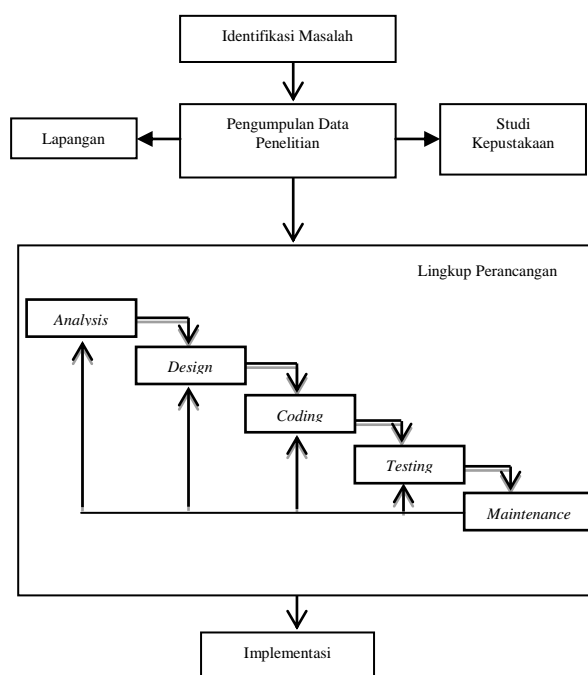 Identifikasi Masalah
Lapangan
Pengumpulan Data
Penelitian
Studi
Kepustakaan
Lingkup Perancangan
Analysis
Design
Coding
Testing
Maintenance
Implementasi